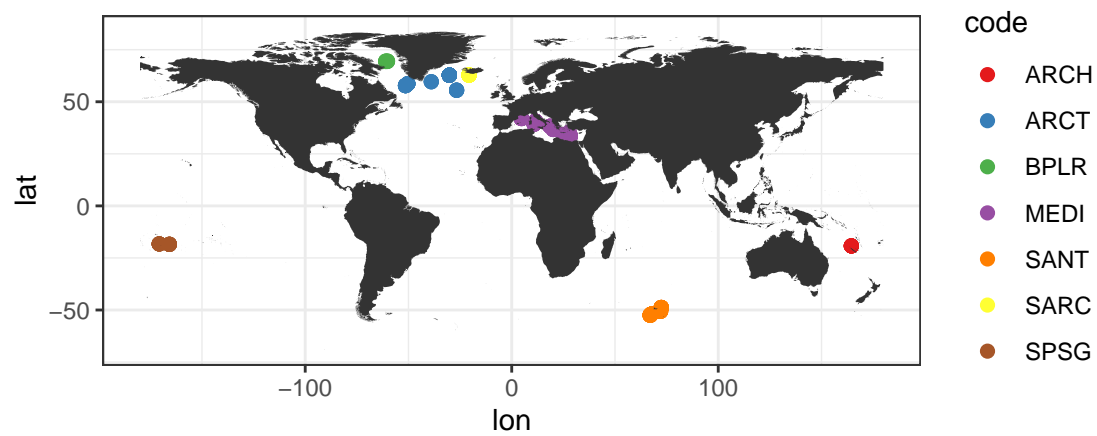 code
ARCH
ARCT
BPLR
MEDI
SANT
SARC
SPSG
lat
50
0
−50
−100
0
100
lon